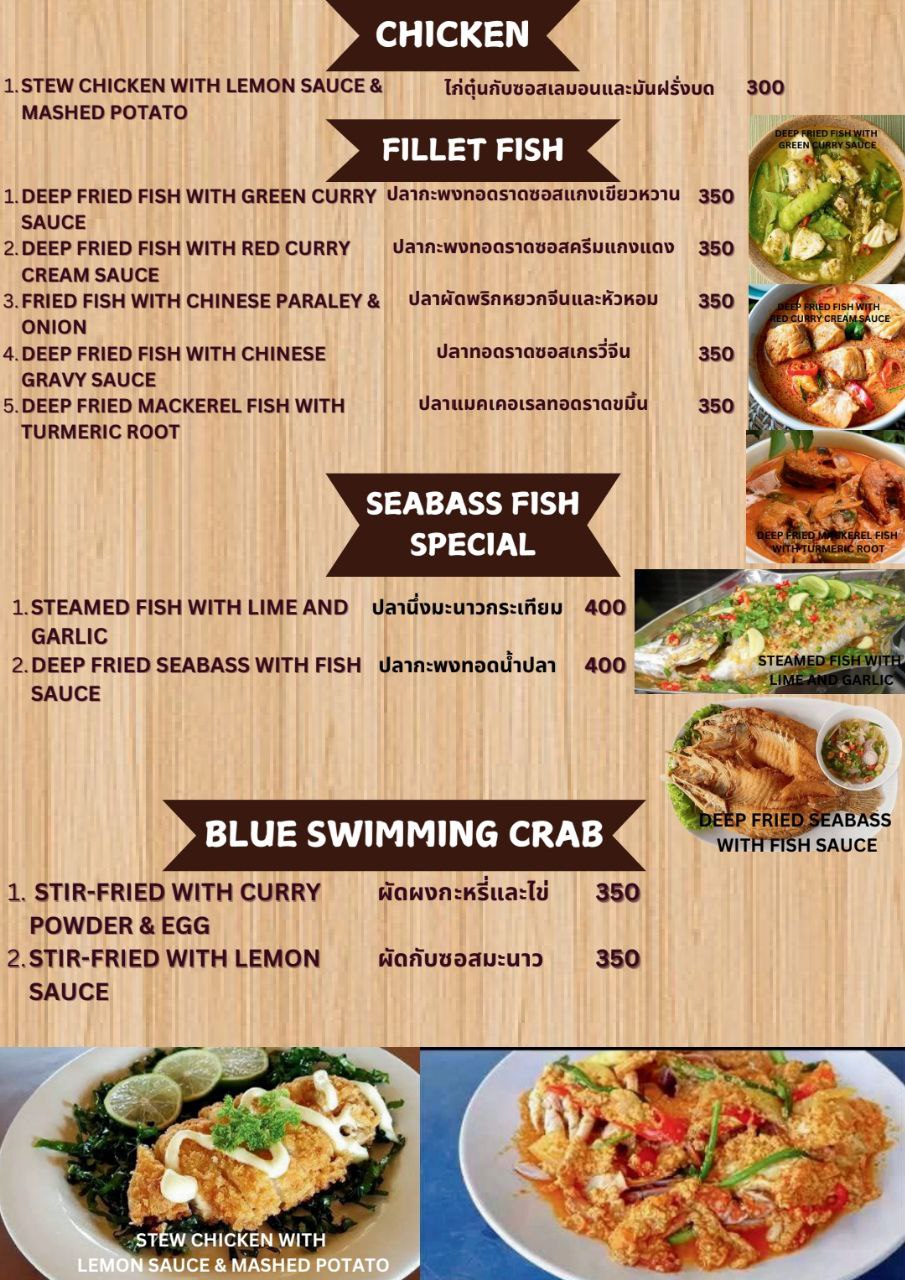 CHICKEN
1. STEW CHICKEN WITH LEMON SAUCE & ไก่ตุ๋นกับซอสเลมอนและมันฝรั่งบด 300
MASHED POTATO
FILLET FISH
DEEP FRIED FISH WITH
GREEN CURRY SAUCE
1. DEEP FRIED FISH WITH GREEN CURRY ปลากะพงทอดราดซอสแกงเขียวหวาน 350
SAUCE
2. DEEP FRIED FISH WITH RED CURRY ปลากะพงทอดราดซอสครีมแกงแดง 350
CREAM SAUCE
3. FRIED FISH WITH CHINESE PARALEY & ปลาผัดพริกหยวกจีนและหัวหอม 350
ONION
DEEP FRIED FISH WITH
RED CURRY CREAM SAUCE
4. DEEP FRIED FISH WITH CHINESE ปลาทอดราดซอสเกรวี่จีน 350
GRAVY SAUCE
5. DEEP FRIED MACKEREL FISH WITH ปลาแมคเคอเรลทอดราดขมิ้น 350
TURMERIC ROOT
DEEP FRIED MACKEREL FISH
WITH TURMERIC ROOT
SEABASS FISH
SPECIAL
1. STEAMED FISH WITH LIME AND ปลานึ่งมะนาวกระเทียม 400
GARLIC
2. DEEP FRIED SEABASS WITH FISH ปลากะพงทอดน้ำปลา 400
SAUCE
STEAMED FISH WITH
LIME AND GARLIC
DEEP FRIED SEABASS
WITH FISH SAUCE
BLUE SWIMMING CRAB
1. STIR-FRIED WITH CURRY ผัดผงกะหรี่และไข่ 350
POWDER & EGG
2. STIR-FRIED WITH LEMON ผัดกับซอสมะนาว 350
SAUCE
STEW CHICKEN WITH
LEMON SAUCE & MASHED POTATO